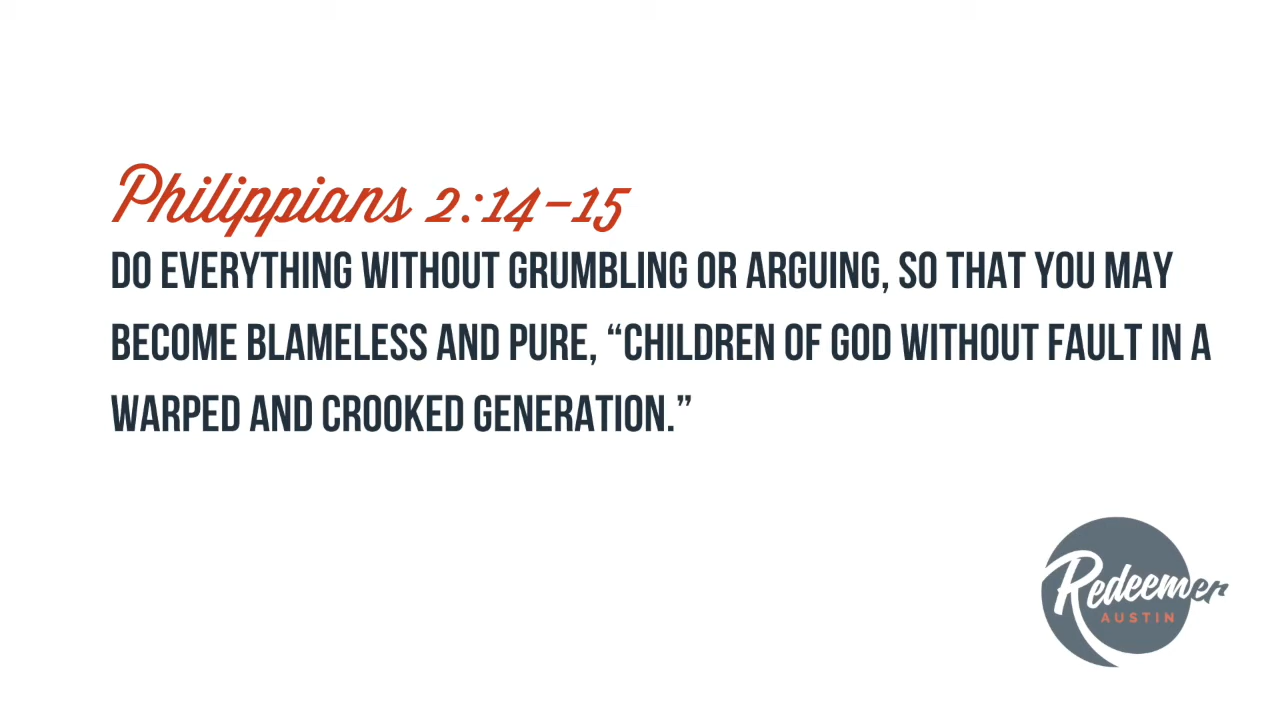 Philippians 2:14-15
DO EVERYTHING WITHOUT GRUMBLING OR ARGUING, SO THAT YOU MAY
BECOME BLAMELESS AND PURE, “CHILDREN OF GOD WITHOUT FAULT IN A
WARPED AND CROOKED GENERATION.”
Redeemer
AUSTIN